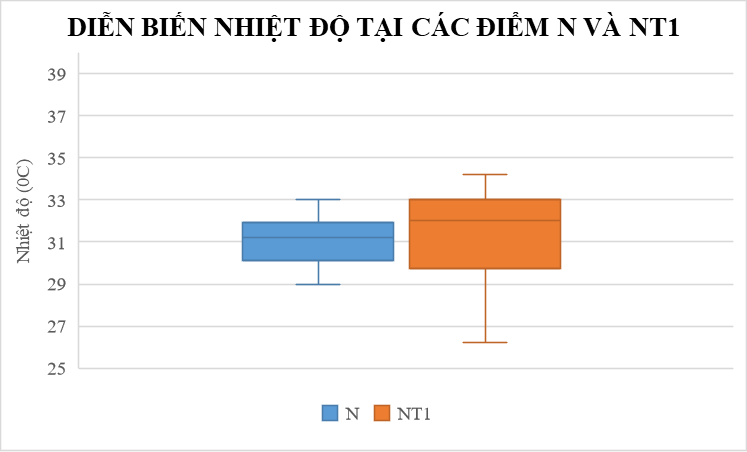 DIỄN BIẾN NHIỆT ĐỘ TẠI CÁC ĐIỂM N VÀ NT1
Nhiệt độ (0C)
39
37
35
33
31
29
27
25
N NT1